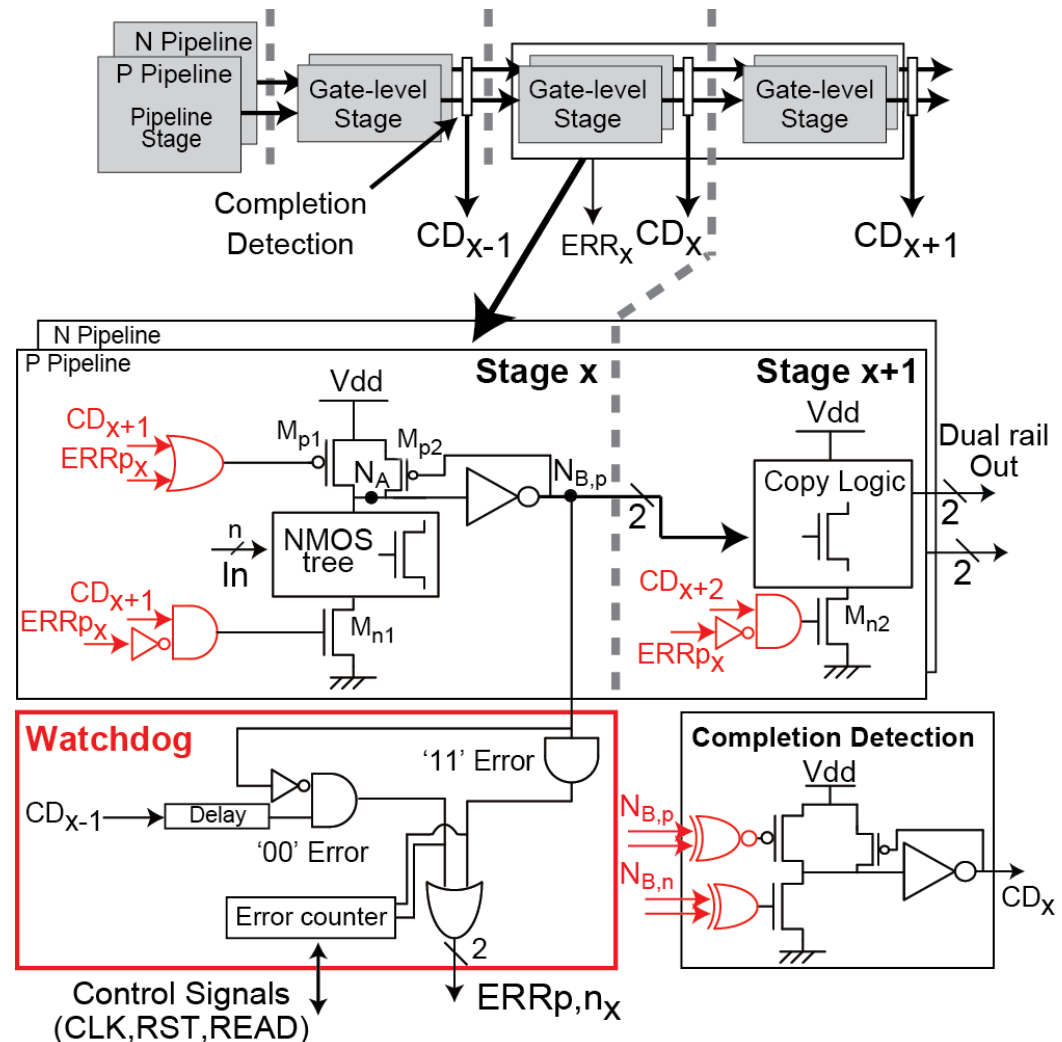 N Pipeline
P Pipeline
Pipeline
Stage
Gate-level
Stage
Gate-level
Stage
Gate-level
Stage
Completion
Detection
CDx-1
ERRx
CDx
CDx+1
N Pipeline
P Pipeline
Stage x
Stage x+1
Vdd
Vdd
CDx+1
ERRpx
Mp1
Mp2
NA
NB,p
2
Copy Logic
Dual rail
Out
2
2
n
In
NMOS
tree
CDx+1
ERRpx
Mn1
CDx+2
ERRpx
Mn2
Watchdog
'11' Error
CDx-1
Delay
'00' Error
Error counter
2
Control Signals
(CLK,RST,READ)
ERRp,nx
Completion Detection
Vdd
NB,p
NB,n
CDx